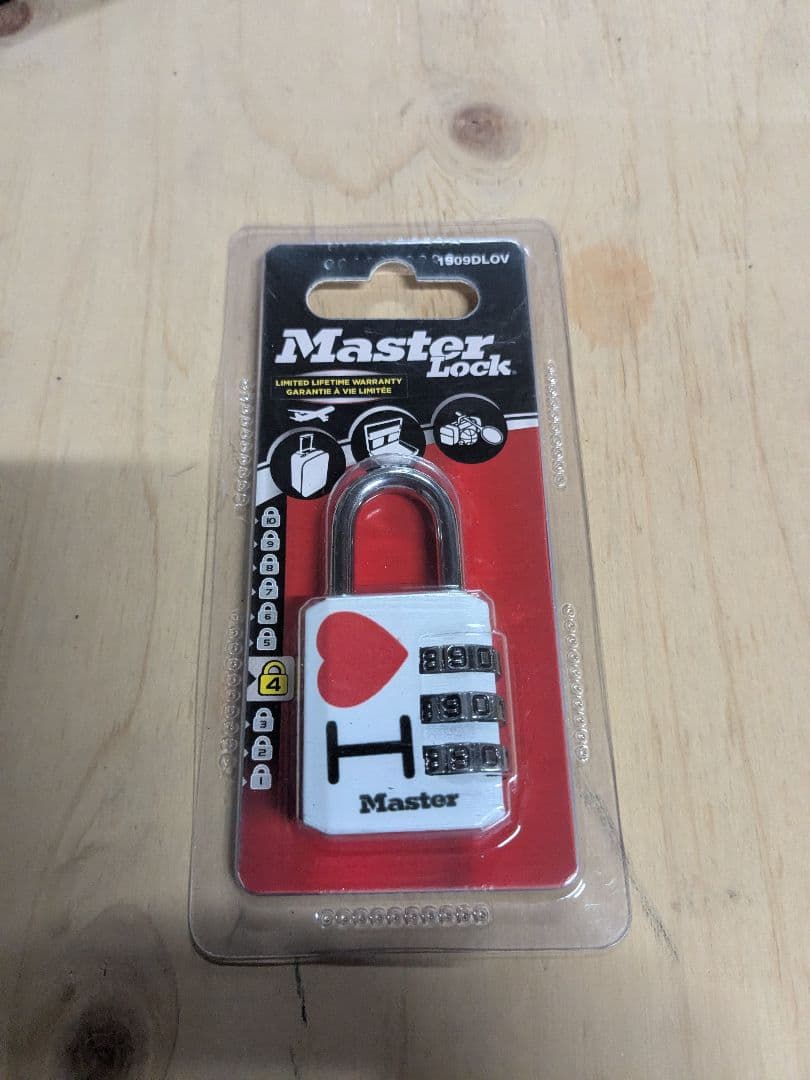 1509DLOV
Master
Lock
LIMITED LIFETIME WARRANTY
GARANTIE À VIE LIMITÉE
10
9
8
7
6
5
4
3
2
1
890
890
890
I
Master